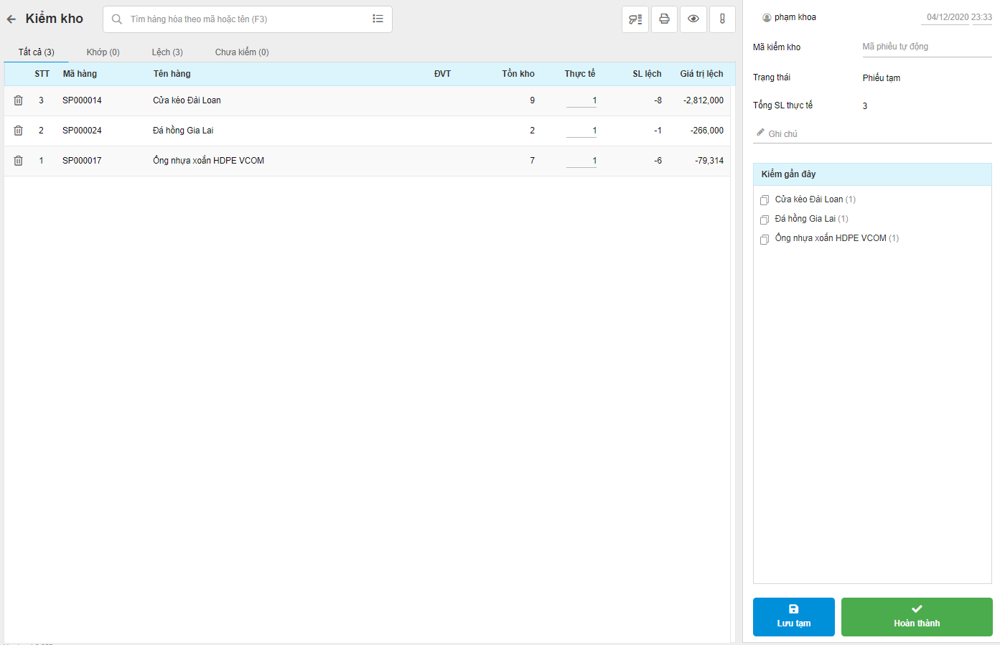 Kiểm kho
Tìm hàng hóa theo mã hoặc tên (F3)
Tất cả (3) Khớp (0) Lệch (3) Chưa kiểm (0)
STT Mã hàng Tên hàng ĐVT Tồn kho Thực tế SL lệch Giá trị lệch
3 SP000014 Cửa kéo Đài Loan 9 1 -8 -2,812,000
2 SP000024 Đá hồng Gia Lai 2 1 -1 -266,000
1 SP000017 Ống nhựa xoắn HDPE VCOM 7 1 -6 -79,314
phạm khoa 04/12/2020 23:33
Mã kiểm kho Mã phiếu tự động
Trạng thái Phiếu tạm
Tổng SL thực tế 3
Ghi chú
Kiểm gần đây
Cửa kéo Đài Loan (1)
Đá hồng Gia Lai (1)
Ống nhựa xoắn HDPE VCOM (1)
Lưu tạm
Hoàn thành